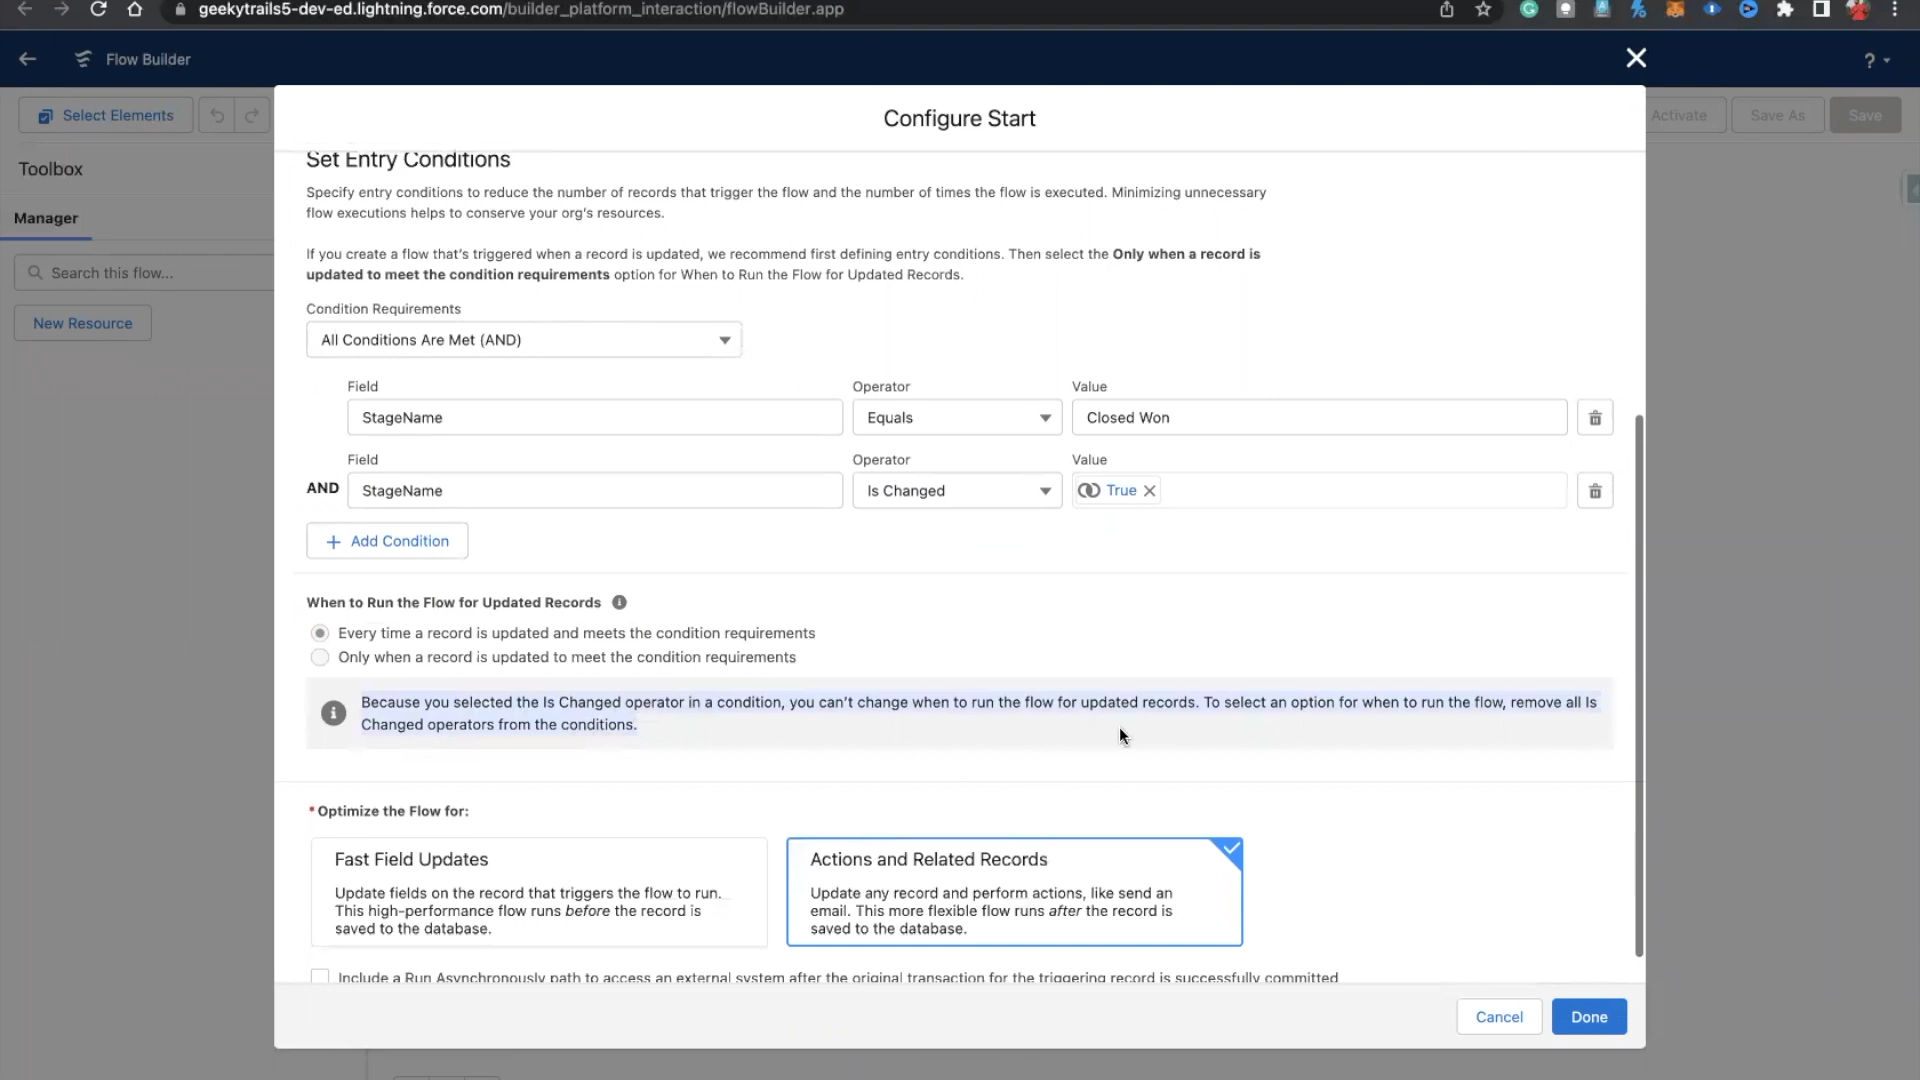 geekytrails5-dev-ed.lightning.force.com/builder_platform_interaction/flowBuilder.app
Flow Builder
?
Select Elements
Activate
Save As
Save
Configure Start
Toolbox
Manager
Search this flow...
New Resource
Set Entry Conditions
Specify entry conditions to reduce the number of records that trigger the flow and the number of times the flow is executed. Minimizing unnecessary
flow executions helps to conserve your org's resources.
If you create a flow that's triggered when a record is updated, we recommend first defining entry conditions. Then select the Only when a record is
updated to meet the condition requirements option for When to Run the Flow for Updated Records.
Condition Requirements
All Conditions Are Met (AND)
Field Operator Value
StageName Equals Closed Won
Field Operator Value
AND StageName Is Changed True
+ Add Condition
When to Run the Flow for Updated Records
Every time a record is updated and meets the condition requirements
Only when a record is updated to meet the condition requirements
Because you selected the Is Changed operator in a condition, you can't change when to run the flow for updated records. To select an option for when to run the flow, remove all Is
Changed operators from the conditions.
* Optimize the Flow for:
Fast Field Updates
Update fields on the record that triggers the flow to run.
This high-performance flow runs before the record is
saved to the database.
Actions and Related Records
Update any record and perform actions, like send an
email. This more flexible flow runs after the record is
saved to the database.
Include a Run Asynchronously path to access an external system after the original transaction for the triggering record is successfully committed
Cancel
Done